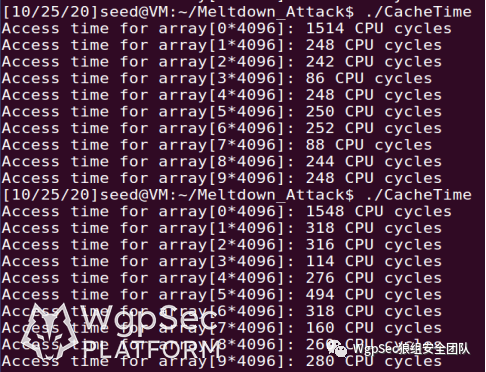 [10/25/20]seed@VM:~/Meltdown_Attack$ ./CacheTime
Access time for array[0*4096]: 1514 CPU cycles
Access time for array[1*4096]: 248 CPU cycles
Access time for array[2*4096]: 242 CPU cycles
Access time for array[3*4096]: 86 CPU cycles
Access time for array[4*4096]: 248 CPU cycles
Access time for array[5*4096]: 250 CPU cycles
Access time for array[6*4096]: 252 CPU cycles
Access time for array[7*4096]: 88 CPU cycles
Access time for array[8*4096]: 244 CPU cycles
Access time for array[9*4096]: 248 CPU cycles
[10/25/20]seed@VM:~/Meltdown_Attack$ ./CacheTime
Access time for array[0*4096]: 1548 CPU cycles
Access time for array[1*4096]: 318 CPU cycles
Access time for array[2*4096]: 316 CPU cycles
Access time for array[3*4096]: 114 CPU cycles
Access time for array[4*4096]: 276 CPU cycles
Access time for array[5*4096]: 494 CPU cycles
Access time for array[6*4096]: 318 CPU cycles
Access time for array[7*4096]: 160 CPU cycles
Access time for array[8*4096]: CPU cycles
Access time for array[9*4096]: 280 CPU cycles
WgpSec
PLATFORM
WgpSec狼组安全团队